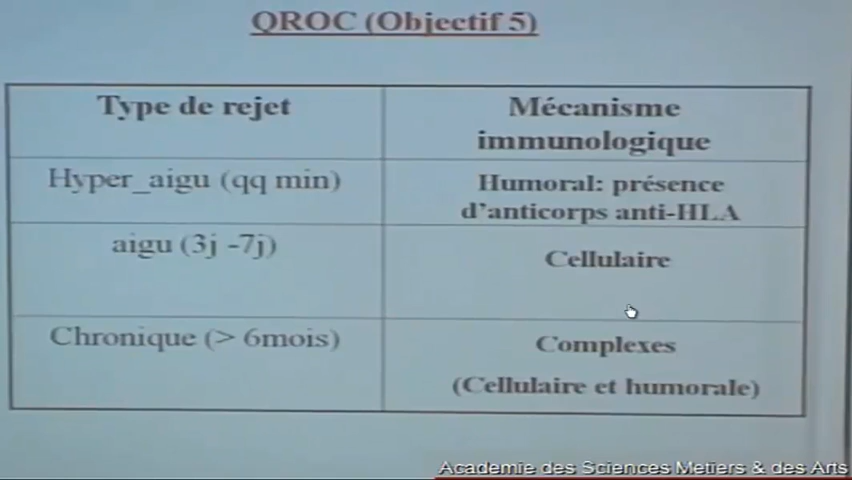 QROC (Objectif 5)
Type de rejet
Mécanisme
immunologique
Hyper_aigu (qq min)
Humoral: présence
d'anticorps anti-HLA
aigu (3j -7j)
Cellulaire
Chronique (> 6mois)
Complexes
(Cellulaire et humorale)
Academie des Sciences Metiers & des Arts